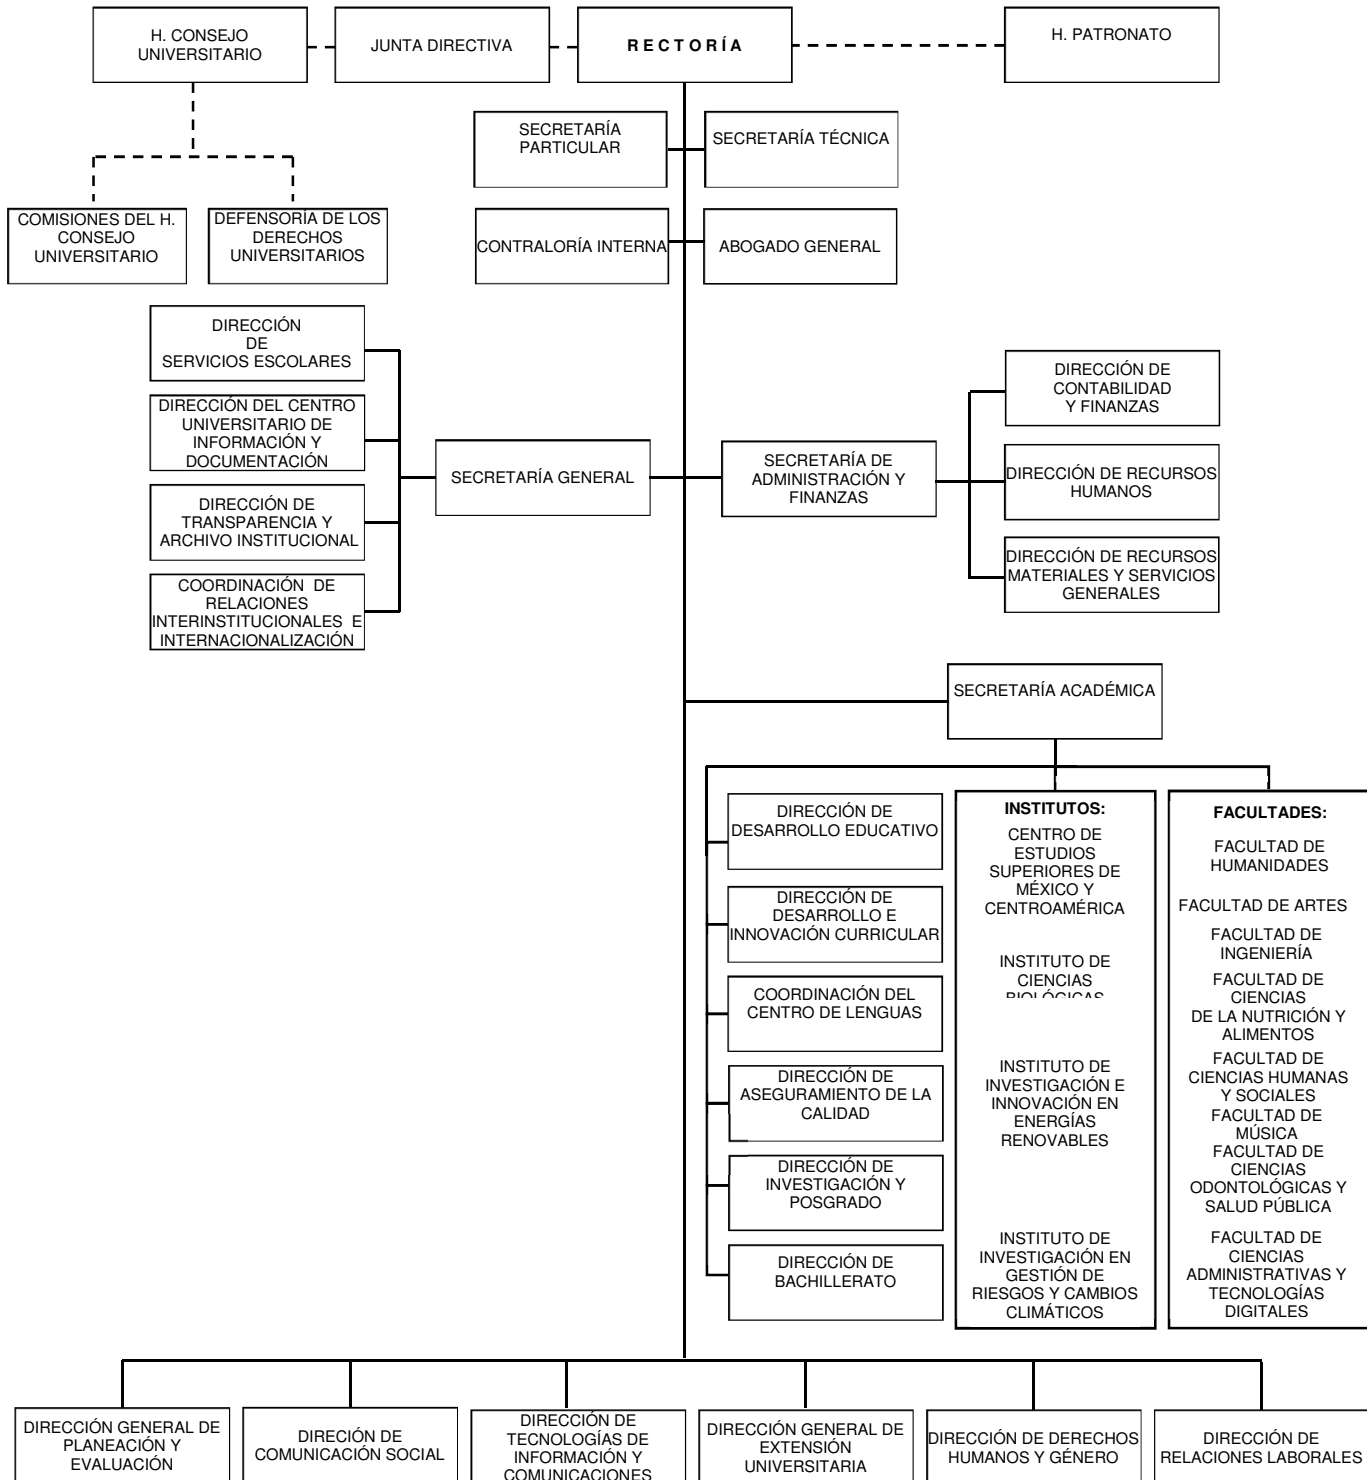 H. CONSEJO
UNIVERSITARIO
JUNTA DIRECTIVA
RECTORÍA
H. PATRONATO
SECRETARÍA
PARTICULAR
SECRETARÍA TÉCNICA
COMISIONES DEL H.
CONSEJO
UNIVERSITARIO
DEFENSORÍA DE LOS
DERECHOS
UNIVERSITARIOS
CONTRALORÍA INTERNA
ABOGADO GENERAL
DIRECCIÓN
DE
SERVICIOS ESCOLARES
DIRECCIÓN DEL CENTRO
UNIVERSITARIO DE
INFORMACIÓN Y
DOCUMENTACIÓN
DIRECCIÓN DE
TRANSPARENCIA Y
ARCHIVO INSTITUCIONAL
COORDINACIÓN DE
RELACIONES
INTERINSTITUCIONALES E
INTERNACIONALIZACIÓN
SECRETARÍA GENERAL
SECRETARÍA DE
ADMINISTRACIÓN Y
FINANZAS
DIRECCIÓN DE
CONTABILIDAD
Y FINANZAS
DIRECCIÓN DE RECURSOS
HUMANOS
DIRECCIÓN DE RECURSOS
MATERIALES Y SERVICIOS
GENERALES
SECRETARÍA ACADÉMICA
DIRECCIÓN DE
DESARROLLO EDUCATIVO
DIRECCIÓN DE
DESARROLLO E
INNOVACIÓN CURRICULAR
COORDINACIÓN DEL
CENTRO DE LENGUAS
DIRECCIÓN DE
ASEGURAMIENTO DE LA
CALIDAD
DIRECCIÓN DE
INVESTIGACIÓN Y
POSGRADO
DIRECCIÓN DE
BACHILLERATO
INSTITUTOS:
CENTRO DE
ESTUDIOS
SUPERIORES DE
MÉXICO Y
CENTROAMÉRICA
INSTITUTO DE
CIENCIAS
BIOLÓGICAS
INSTITUTO DE
INVESTIGACIÓN E
INNOVACIÓN EN
ENERGÍAS
RENOVABLES
INSTITUTO DE
INVESTIGACIÓN EN
GESTIÓN DE
RIESGOS Y CAMBIOS
CLIMÁTICOS
FACULTADES:
FACULTAD DE
HUMANIDADES
FACULTAD DE ARTES
FACULTAD DE
INGENIERÍA
FACULTAD DE
CIENCIAS
DE LA NUTRICIÓN Y
ALIMENTOS
FACULTAD DE
CIENCIAS HUMANAS
Y SOCIALES
FACULTAD DE
MÚSICA
FACULTAD DE
CIENCIAS
ODONTOLÓGICAS Y
SALUD PÚBLICA
FACULTAD DE
CIENCIAS
ADMINISTRATIVAS Y
TECNOLOGÍAS
DIGITALES
DIRECCIÓN GENERAL DE
PLANEACIÓN Y
EVALUACIÓN
DIRECIÓN DE
COMUNICACIÓN SOCIAL
DIRECCIÓN DE
TECNOLOGÍAS DE
INFORMACIÓN Y
COMUNICACIONES
DIRECCIÓN GENERAL DE
EXTENSIÓN
UNIVERSITARIA
DIRECCIÓN DE DERECHOS
HUMANOS Y GÉNERO
DIRECCIÓN DE
RELACIONES LABORALES